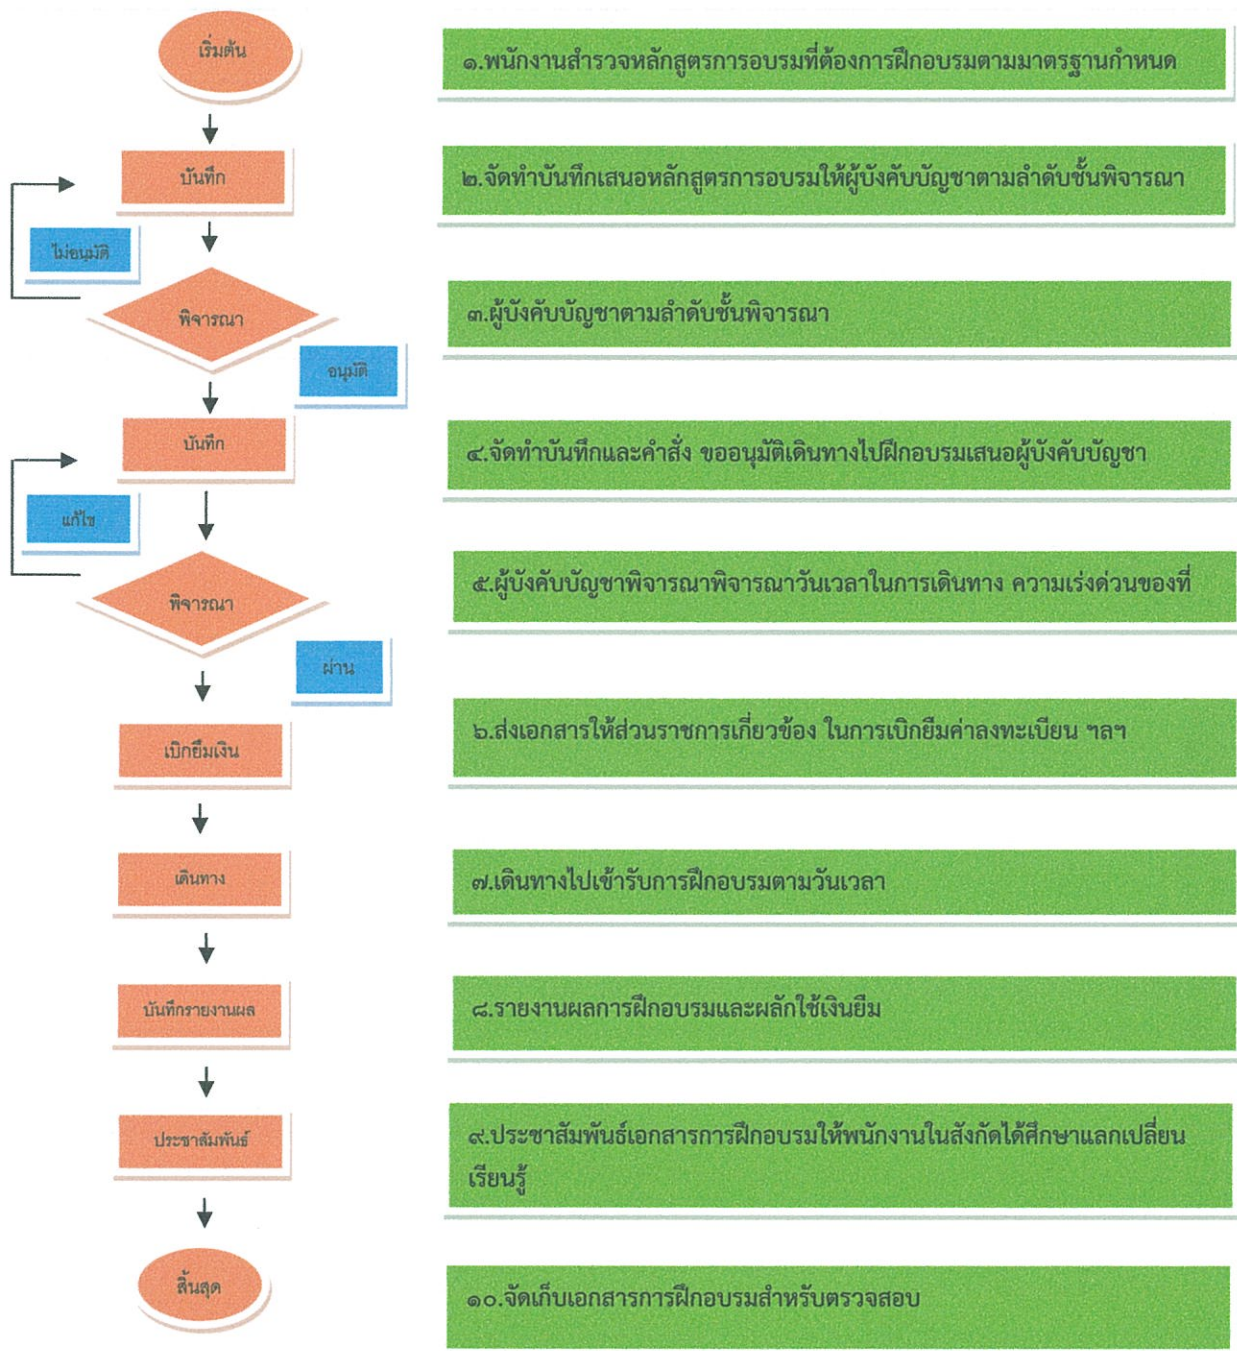 เริ่มต้น
๑.พนักงานสำรวจหลักสูตรการอบรมที่ต้องการฝึกอบรมตามมาตรฐานกำหนด
บันทึก
๒.จัดทำบันทึกเสนอหลักสูตรการอบรมให้ผู้บังคับบัญชาตามลำดับชั้นพิจารณา
ไม่อนุมัติ
พิจารณา
๓.ผู้บังคับบัญชาตามลำดับชั้นพิจารณา
อนุมัติ
บันทึก
๔.จัดทำบันทึกและคำสั่ง ขออนุมัติเดินทางไปฝึกอบรมเสนอผู้บังคับบัญชา
แก้ไข
พิจารณา
๕.ผู้บังคับบัญชาพิจารณาพิจารณาวันเวลาในการเดินทาง ความเร่งด่วนของที่
ผ่าน
เบิกยืมเงิน
๖.ส่งเอกสารให้ส่วนราชการเกี่ยวข้อง ในการเบิกยืมค่าลงทะเบียน ฯลฯ
เดินทาง
๗.เดินทางไปเข้ารับการฝึกอบรมตามวันเวลา
บันทึกรายงานผล
๘.รายงานผลการฝึกอบรมและผลักใช้เงินยืม
ประชาสัมพันธ์
๙.ประชาสัมพันธ์เอกสารการฝึกอบรมให้พนักงานในสังกัดได้ศึกษาแลกเปลี่ยน
เรียนรู้
สิ้นสุด
๑๐.จัดเก็บเอกสารการฝึกอบรมสำหรับตรวจสอบ